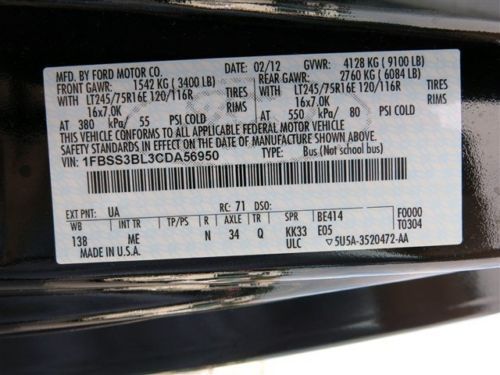 MFD. BY FORD MOTOR CO. 02/12 GVWR: 4128 KG ( 9100 LB)
FRONT GAWR: 1542 KG ( 3400 LB) REAR GAWR: 2760 KG ( 6084 LB)
WITH LT245/75R16E 120/116R TIRES WITH LT245/75R16E 120/116R TIRES
16x7.0K RIMS 16x7.0K RIMS
AT 380 kPa/ 55 PSI COLD AT 550 kPa/ 80 PSI COLD
THIS VEHICLE CONFORMS TO ALL APPLICABLE FEDERAL MOTOR VEHICLE
SAFETY STANDARDS IN EFFECT ON THE DATE OF MANUFACTURE SHOWN ABOVE.
VIN: 1FBSS3BL3CDA56950 Bus (Not school bus) Bus (Not school bus)
EXT PNT: UA RC: 71 DSO:
WB INT TR TP/PS R AXLE TR SPR BE414 F0000
138 ME N 34 Q KK33 E05 T0304
MADE IN U.S.A. ULC ▽5U5A-3520472-AA